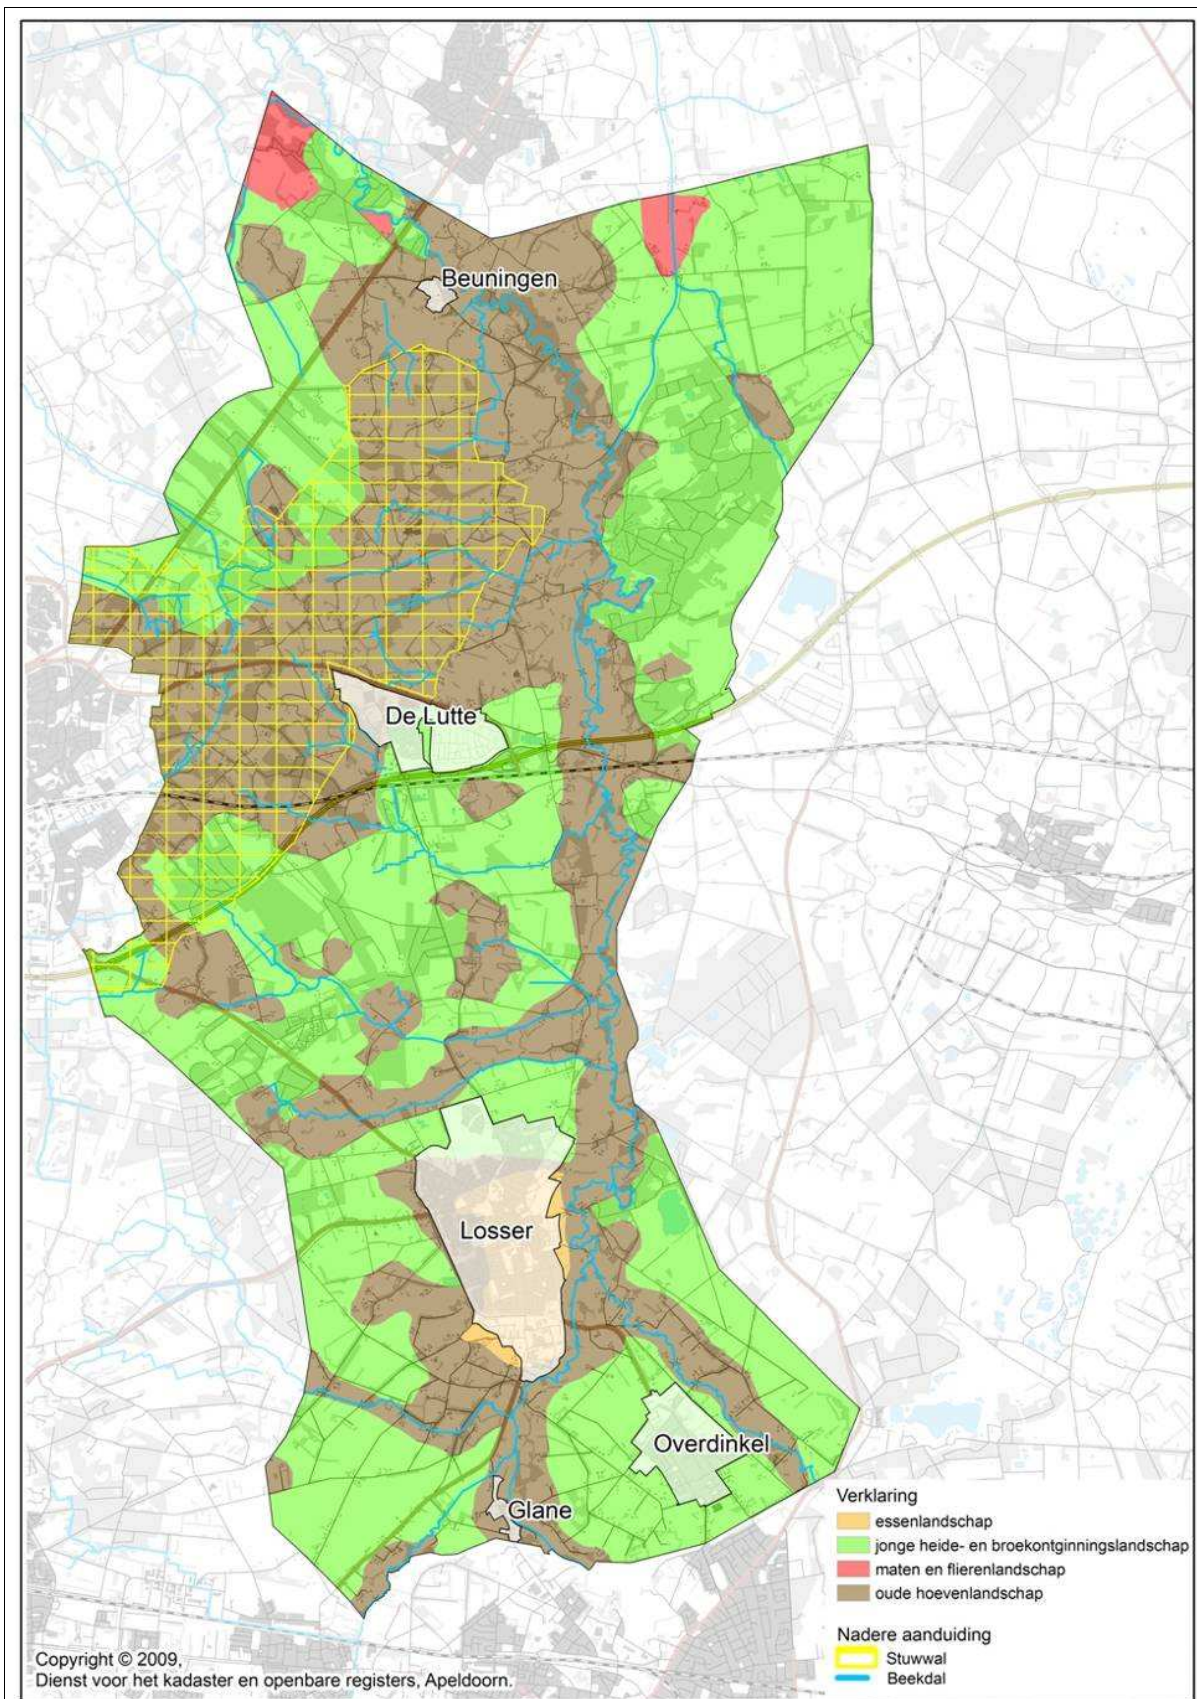 Beuningen
De Lutte
Losser
Overdinkel
Glane
Verklaring
essenlandschap
jonge heide- en broekontginningslandschap
maten en flierenlandschap
oude hoevenlandschap
Nadere aanduiding
Stuwwal
Beekdal
Copyright © 2009,
Dienst voor het kadaster en openbare registers, Apeldoorn.